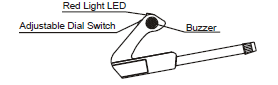 Red Light LED
Adjustable Dial Switch
Buzzer